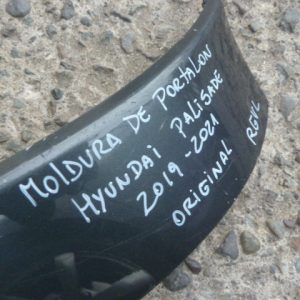 MOLDURA DE PORTALON
HYUNDAI PALISADE
2019-2021
ORIGINAL